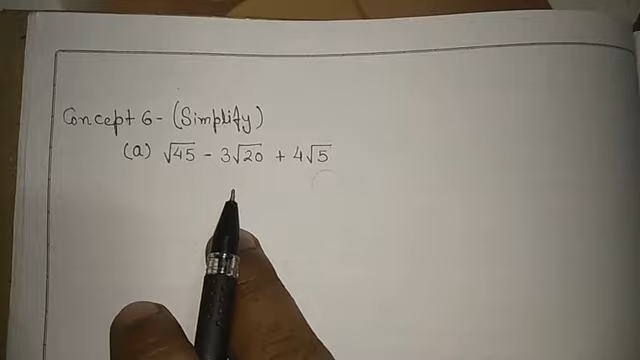 Concept 6 - (Simplify)
(a) √45 - 3√20 + 4√5